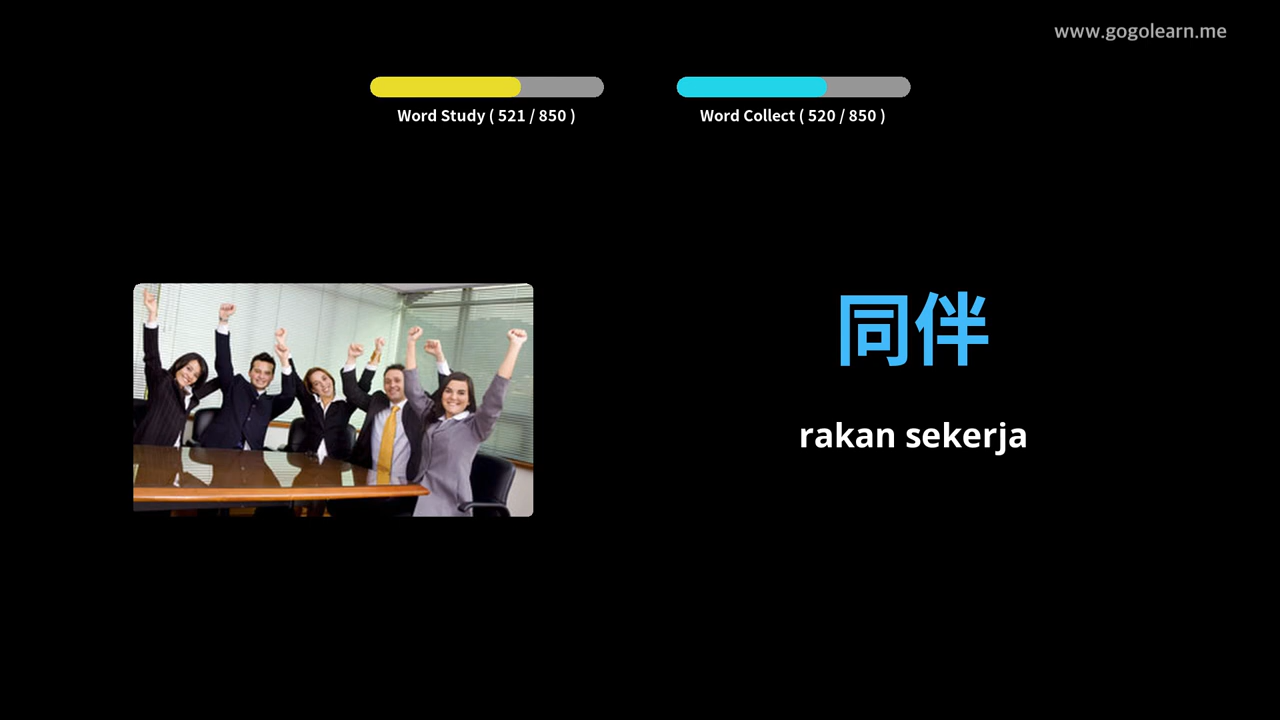 www.gogolearn.me
Word Study ( 521 / 850 )
Word Collect ( 520 / 850 )
同伴
rakan sekerja